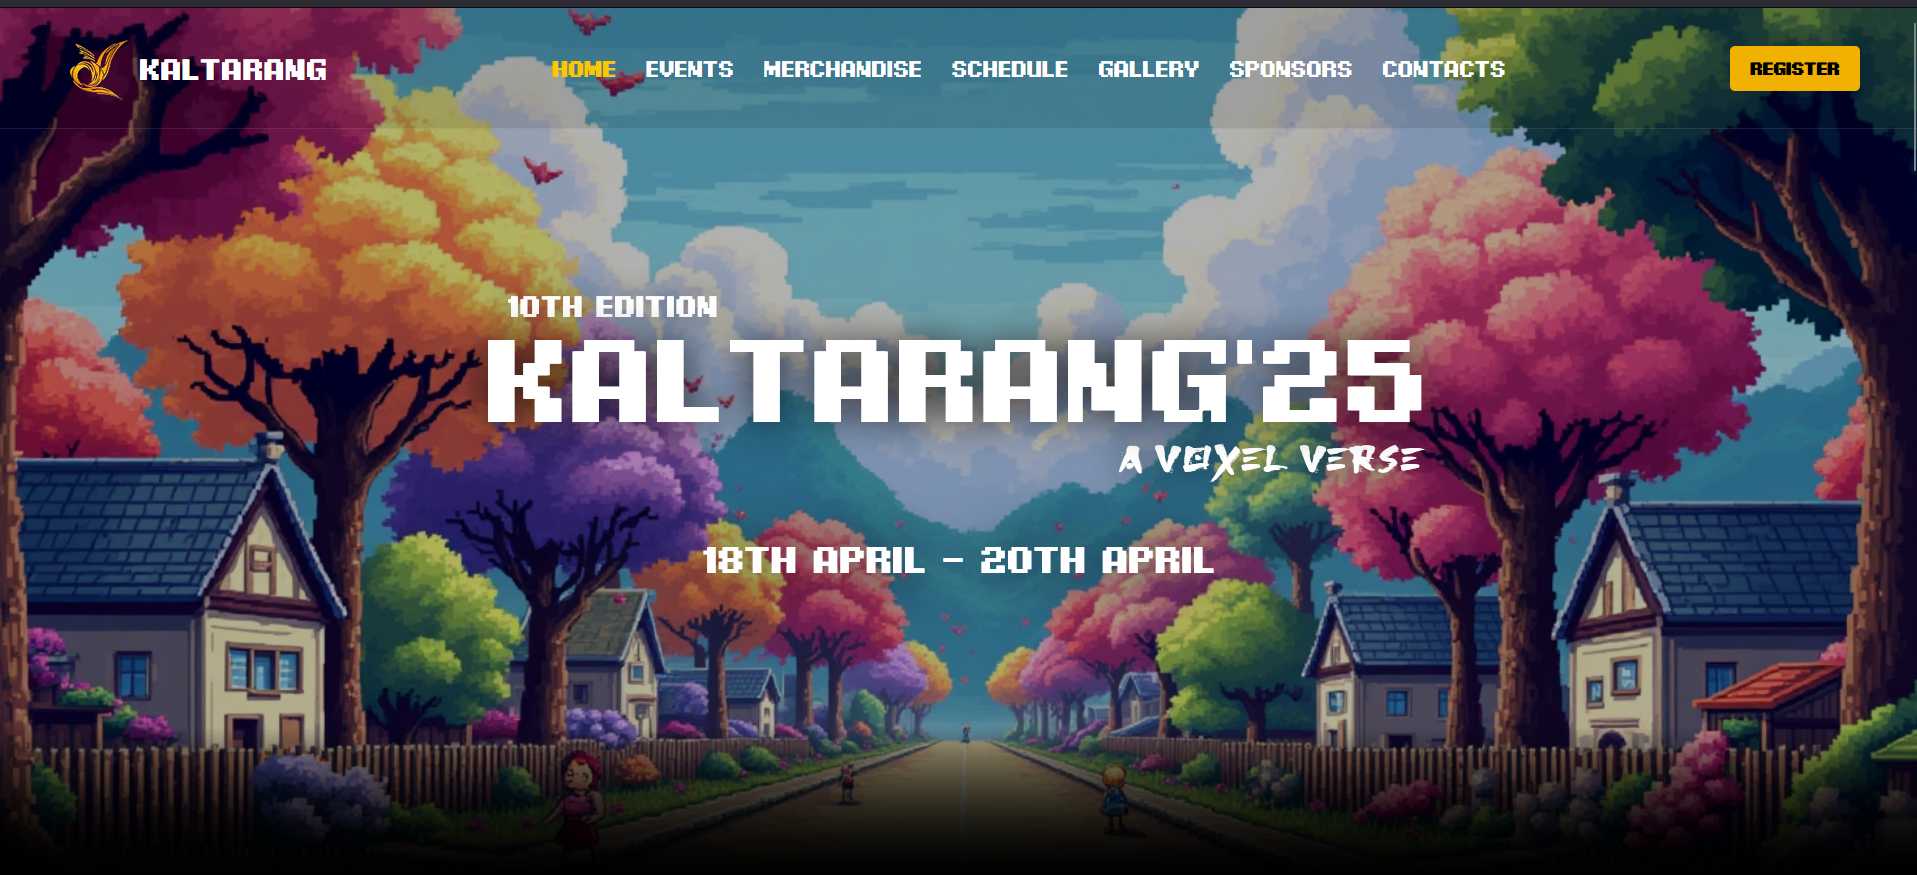 KALTARANG
HOME EVENTS MERCHANDISE SCHEDULE GALLERY SPONSORS CONTACTS
REGISTER
10TH EDITION
KALTARANG'25
A VOXEL VERSE
18TH APRIL - 20TH APRIL